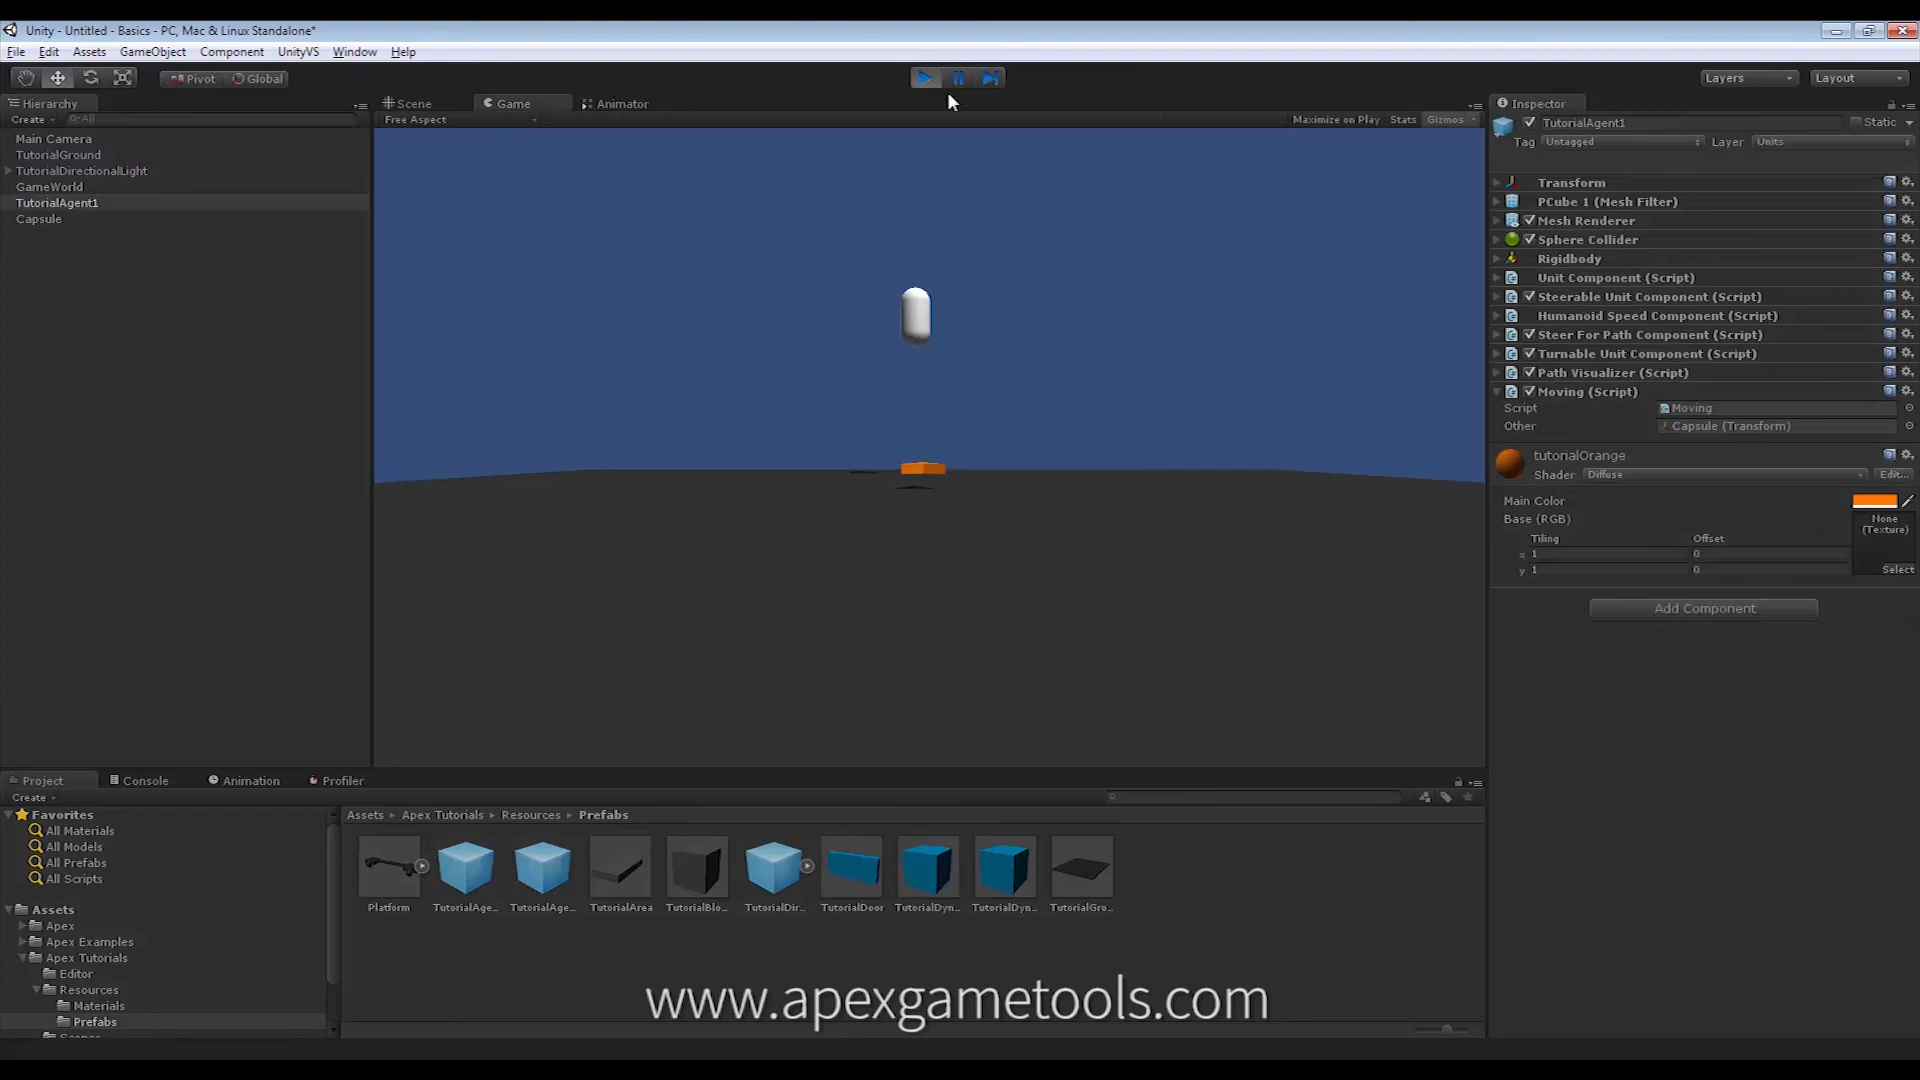 Unity - Untitled - Basics - PC, Mac & Linux Standalone*
File Edit Assets GameObject Component UnityVS Window Help
Pivot Global Layers Layout
Hierarchy
Create All
Main Camera
TutorialGround
TutorialDirectionalLight
GameWorld
TutorialAgent1
Capsule
Scene Game Animator
Free Aspect Maximize on Play Stats Gizmos
Inspector
TutorialAgent1 Static
Tag Untagged Layer Units
Transform
PCube 1 (Mesh Filter)
Mesh Renderer
Sphere Collider
Rigidbody
Unit Component (Script)
Steerable Unit Component (Script)
Humanoid Speed Component (Script)
Steer For Path Component (Script)
Turnable Unit Component (Script)
Path Visualizer (Script)
Moving (Script)
Script Moving
Other Capsule (Transform)
tutorialOrange
Shader Diffuse Edit...
Main Color
Base (RGB)
None
(Texture)
Tiling Offset
x 1 0
y 1 0
Select
Add Component
Project Console Animation Profiler
Create
Favorites
All Materials
All Models
All Prefabs
All Scripts
Assets
Apex
Apex Examples
Apex Tutorials
Editor
Resources
Materials
Prefabs
Assets Apex Tutorials Resources Prefabs
Platform TutorialAge... TutorialAge... TutorialArea TutorialBlo... TutorialDir... TutorialDoor TutorialDyn... TutorialDyn... TutorialGro...
www.apexgametools.com